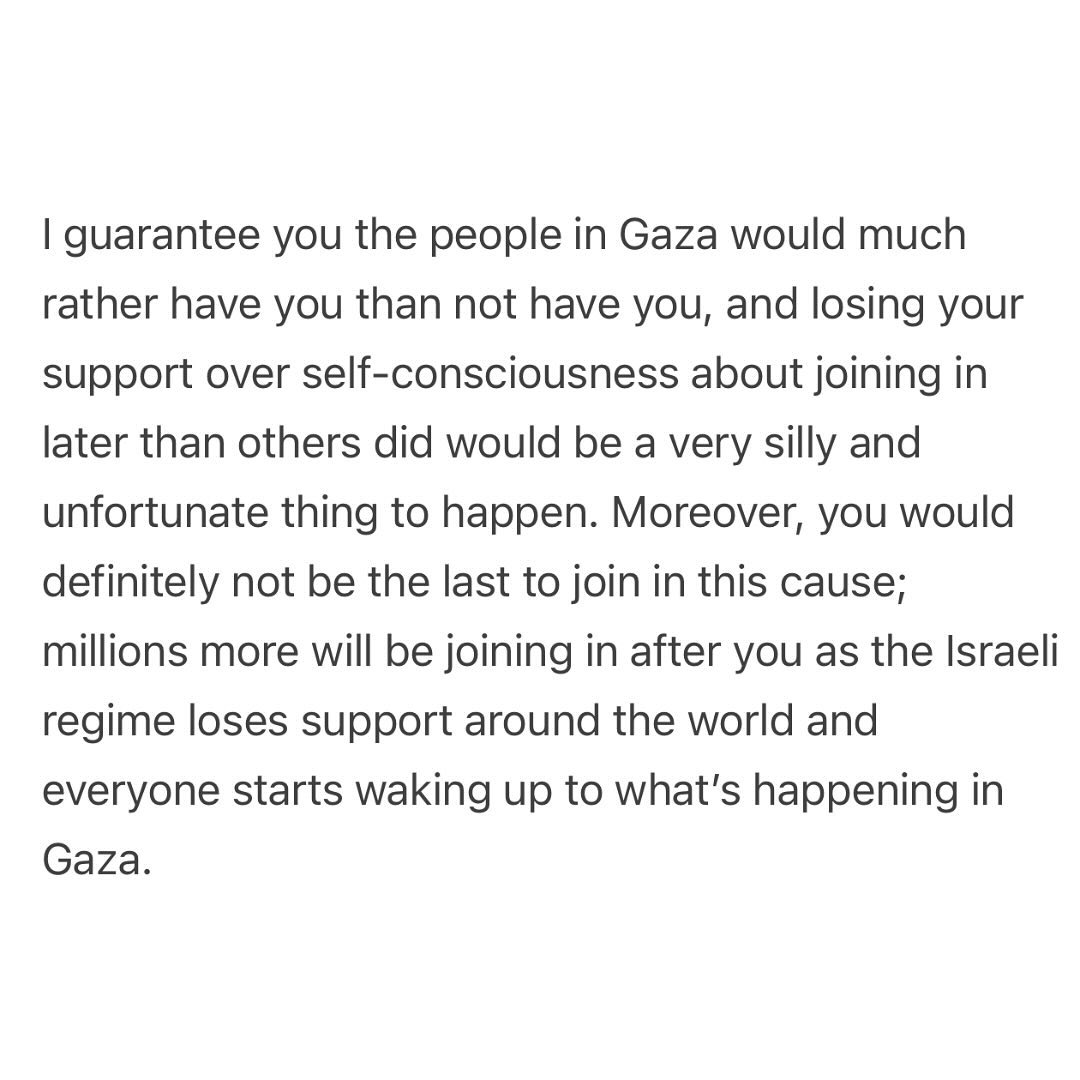 I guarantee you the people in Gaza would much
rather have you than not have you, and losing your
support over self-consciousness about joining in
later than others did would be a very silly and
unfortunate thing to happen. Moreover, you would
definitely not be the last to join in this cause;
millions more will be joining in after you as the Israeli
regime loses support around the world and
everyone starts waking up to what’s happening in
Gaza.